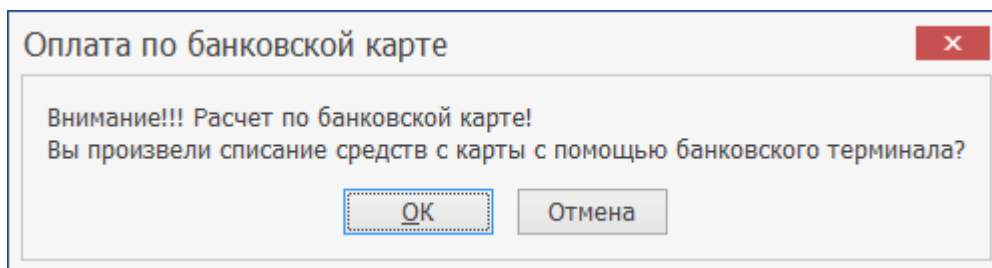 Оплата по банковской карте
Внимание!!! Расчет по банковской карте!
Вы произвели списание средств с карты с помощью банковского терминала?
ОК
Отмена